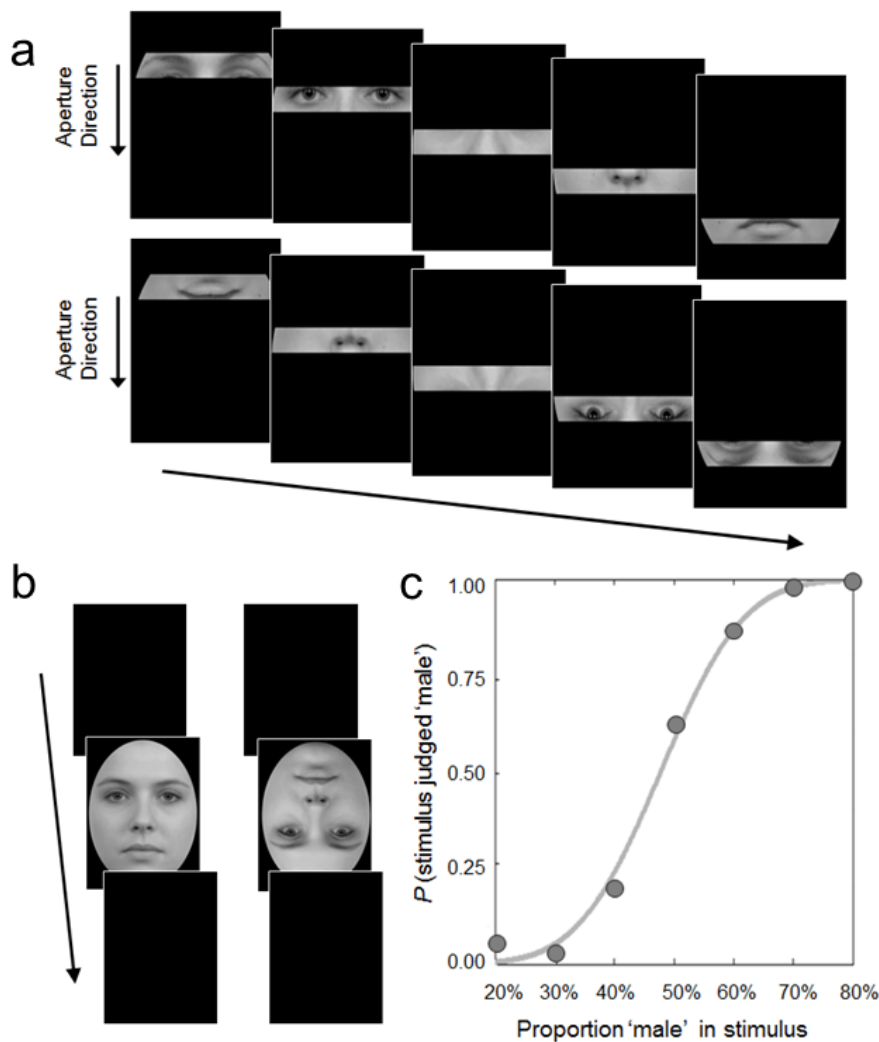 a
Aperture
Direction
Aperture
Direction
b
c
P (stimulus judged ‘male’)
1.00
0.75
0.50
0.25
0.00
20% 30% 40% 50% 60% 70% 80%
Proportion ‘male’ in stimulus